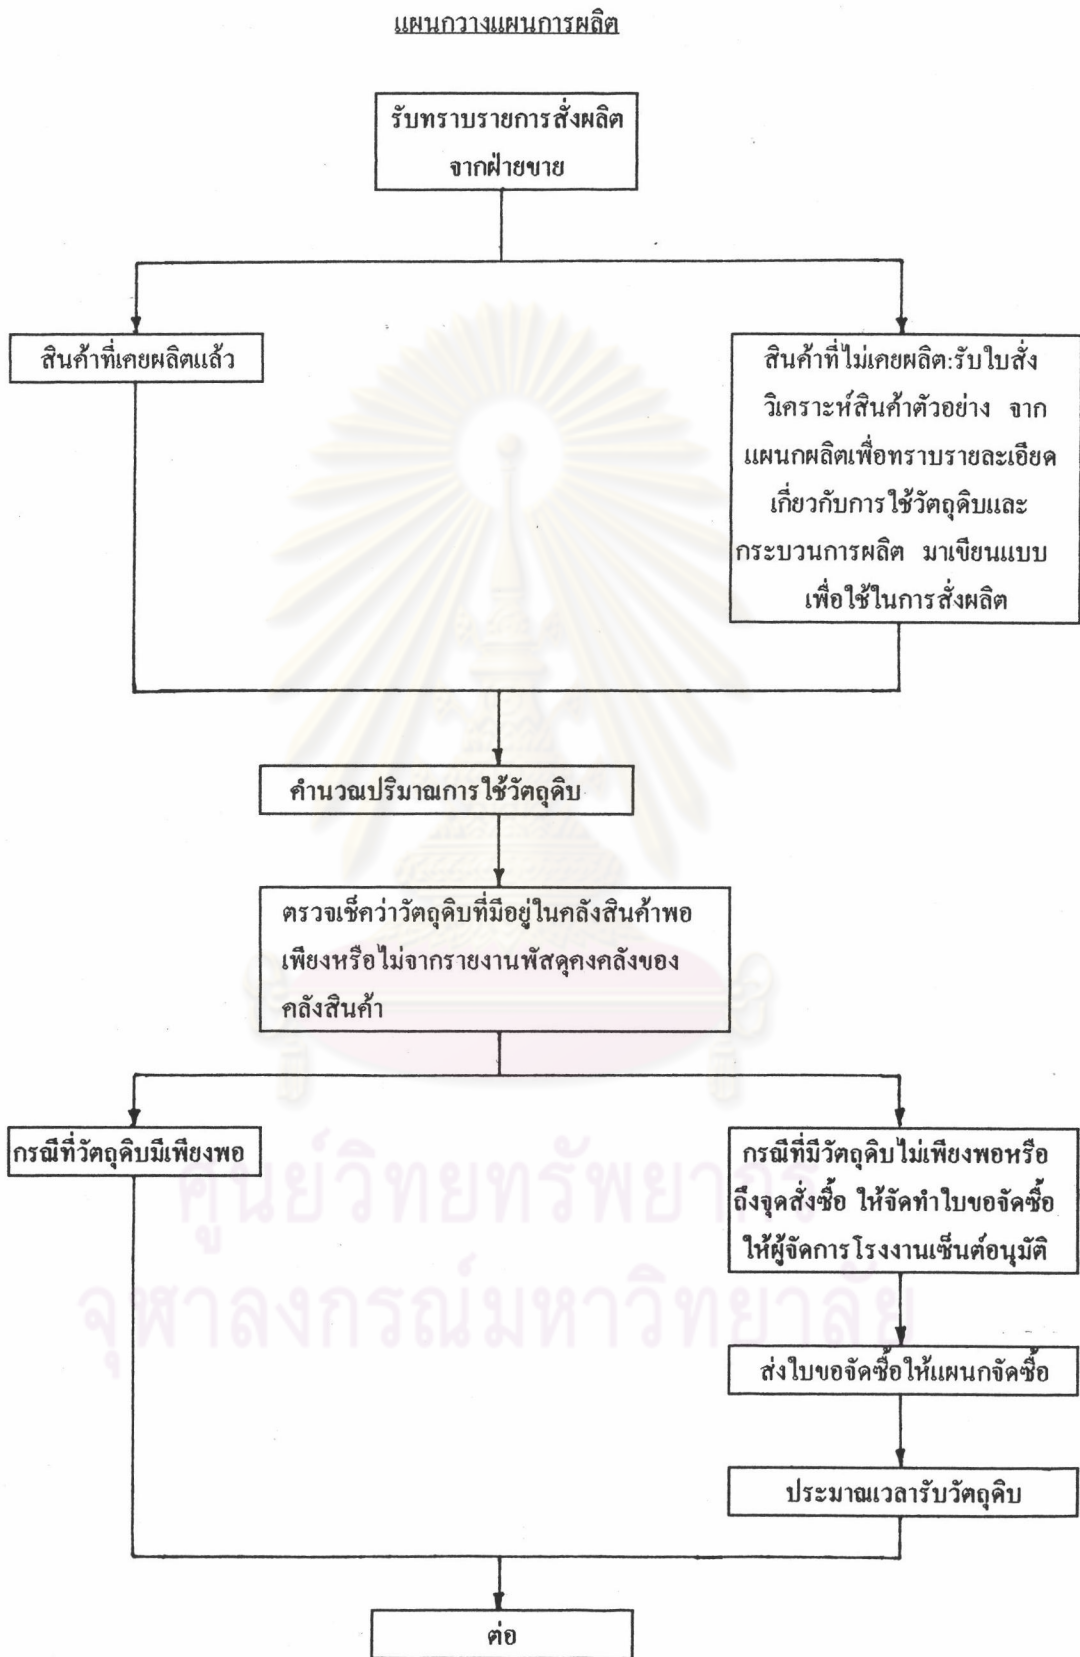 แผนกวางแผนการผลิต
รับทราบรายการสั่งผลิต
จากฝ่ายขาย
สินค้าที่เคยผลิตแล้ว
สินค้าที่ไม่เคยผลิต:รับใบสั่ง
วิเคราะห์สินค้าตัวอย่าง จาก
แผนกผลิตเพื่อทราบรายละเอียด
เกี่ยวกับการใช้วัตถุดิบและ
กระบวนการผลิต มาเขียนแบบ
เพื่อใช้ในการสั่งผลิต
คำนวณปริมาณการใช้วัตถุดิบ
ตรวจเช็คว่าวัตถุดิบที่มีอยู่ในคลังสินค้าพอ
เพียงหรือไม่จากรายงานพัสดุคงคลังของ
คลังสินค้า
กรณีที่วัตถุดิบมีเพียงพอ
กรณีที่มีวัตถุดิบไม่เพียงพอหรือ
ถึงจุดสั่งซื้อ ให้จัดทำใบขอจัดซื้อ
ให้ผู้จัดการโรงงานเซ็นต์อนุมัติ
ศูนย์วิทยทรัพยากร
จุฬาลงกรณ์มหาวิทยาลัย
ส่งใบขอจัดซื้อให้แผนกจัดซื้อ
ประมาณเวลารับวัตถุดิบ
ต่อ